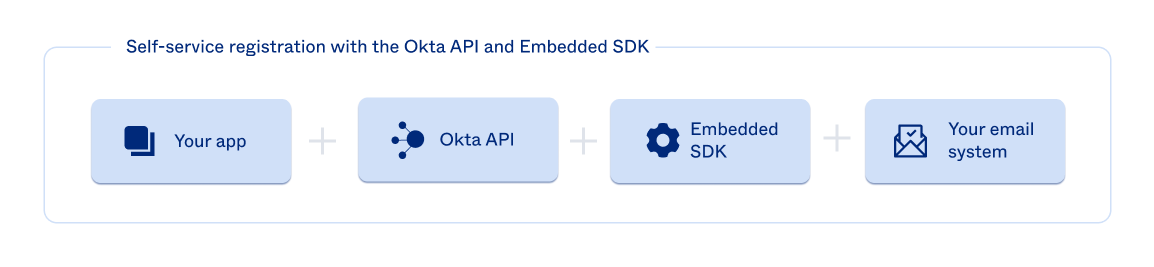 Self-service registration with the Okta API and Embedded SDK
Your app
Okta API
Embedded
SDK
Your email
system